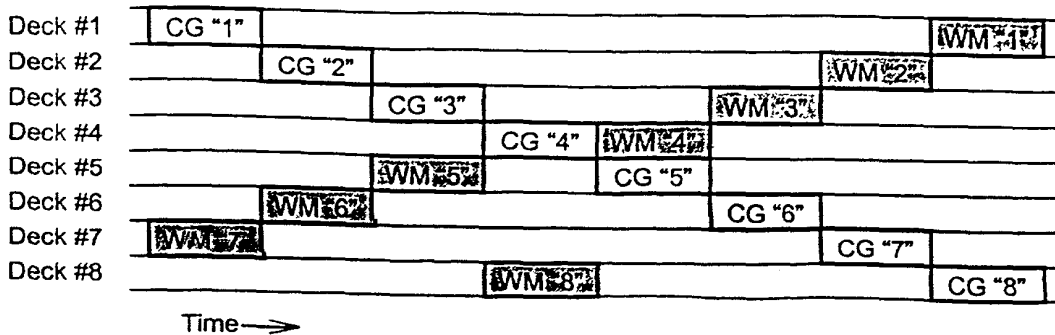 Deck #1 CG "1" WM "1"
Deck #2 CG "2" WM "2"
Deck #3 CG "3" WM "3"
Deck #4 CG "4" WM "4"
Deck #5 WM "5" CG "5"
Deck #6 WM "6" CG "6"
Deck #7 WM "7" CG "7"
Deck #8 WM "8" CG "8"
Time